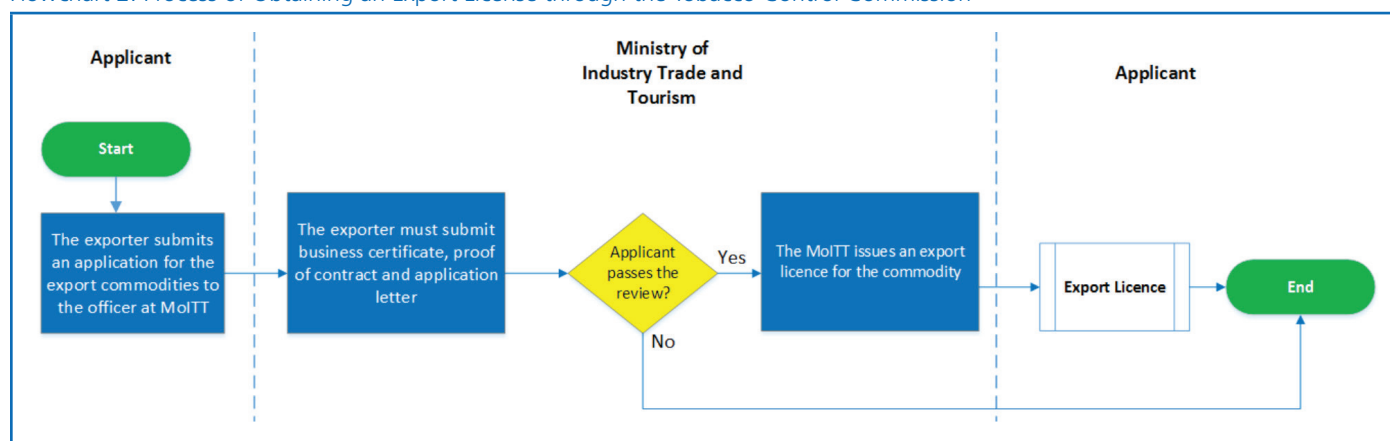 Applicant
Ministry of
Industry Trade and
Tourism
Applicant
Start
The exporter submits
an application for the
export commodities to
the officer at MoITT
The exporter must submit
business certificate, proof
of contract and application
letter
Applicant
passes the
review?
Yes
No
The MoITT issues an export
licence for the commodity
Export Licence
End